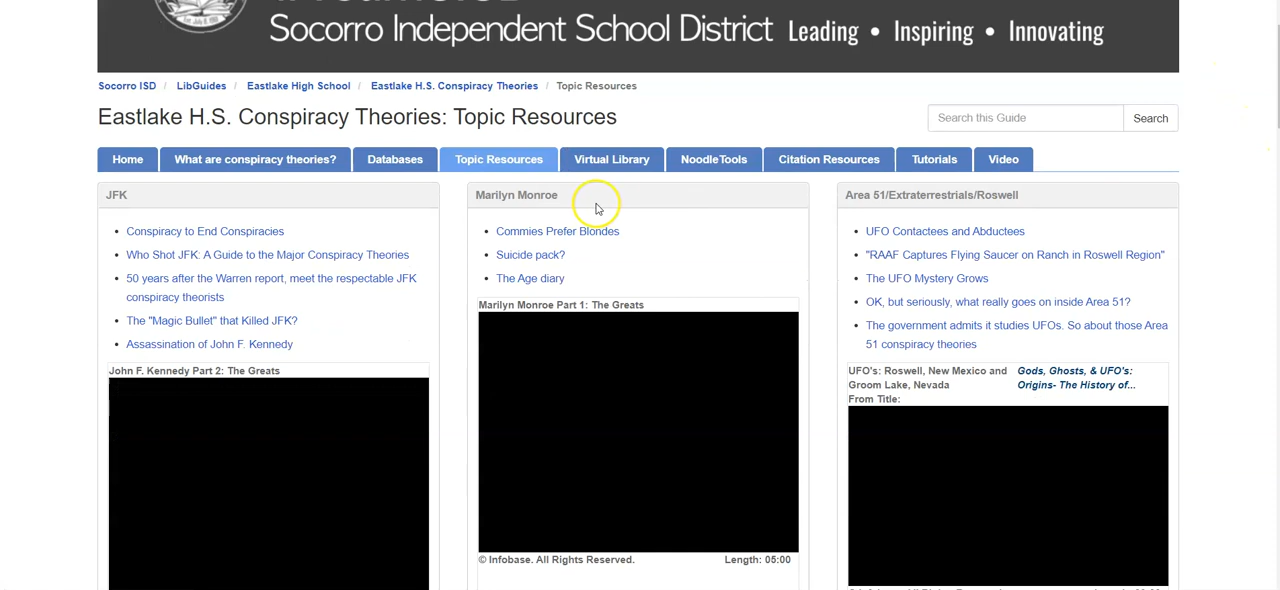 Socorro Independent School District Leading • Inspiring • Innovating
Socorro ISD / LibGuides / Eastlake High School / Eastlake H.S. Conspiracy Theories / Topic Resources
Eastlake H.S. Conspiracy Theories: Topic Resources
Search this Guide Search
Home What are conspiracy theories? Databases Topic Resources Virtual Library NoodleTools Citation Resources Tutorials Video
JFK
• Conspiracy to End Conspiracies
• Who Shot JFK: A Guide to the Major Conspiracy Theories
• 50 years after the Warren report, meet the respectable JFK
conspiracy theorists
• The "Magic Bullet" that Killed JFK?
• Assassination of John F. Kennedy
John F. Kennedy Part 2: The Greats
Marilyn Monroe
• Commies Prefer Blondes
• Suicide pack?
• The Age diary
Marilyn Monroe Part 1: The Greats
© Infobase. All Rights Reserved. Length: 05:00
Area 51/Extraterrestrials/Roswell
• UFO Contactees and Abductees
• "RAAF Captures Flying Saucer on Ranch in Roswell Region"
• The UFO Mystery Grows
• OK, but seriously, what really goes on inside Area 51?
• The government admits it studies UFOs. So about those Area
51 conspiracy theories
UFO's: Roswell, New Mexico and
Groom Lake, Nevada
From Title:
Gods, Ghosts, & UFO's:
Origins- The History of...